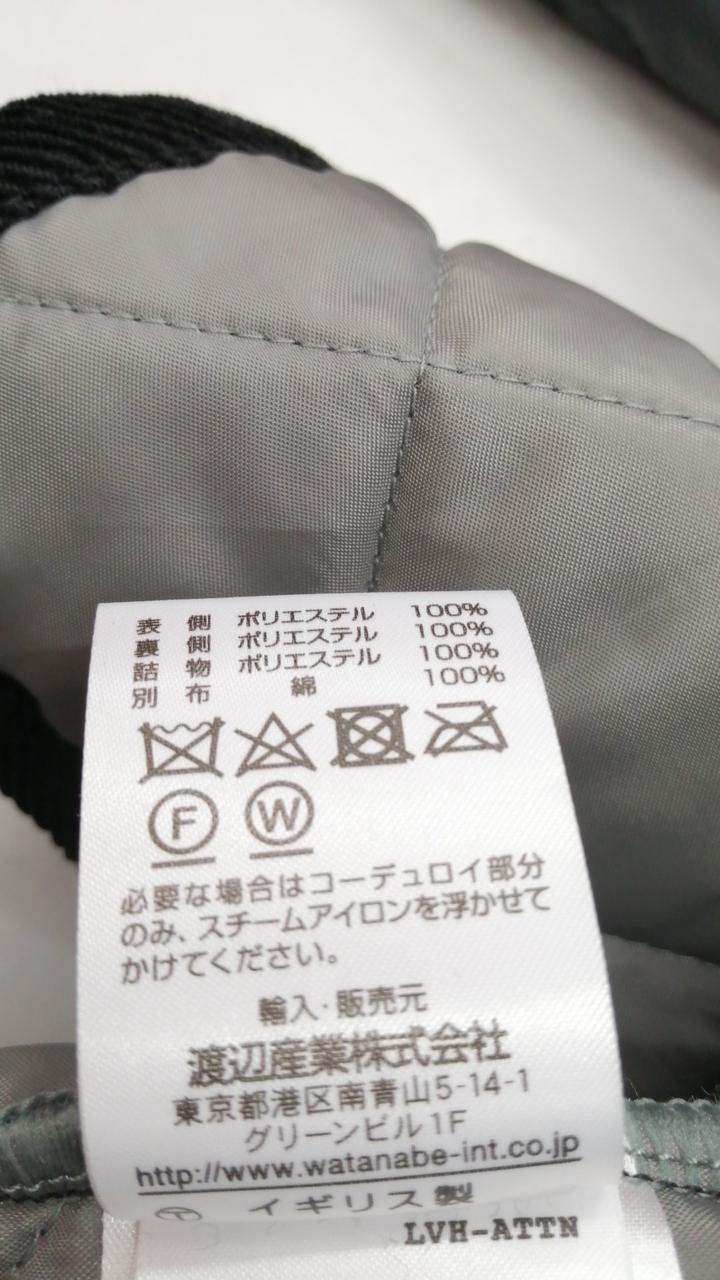 表側 ポリエステル 100%
裏側 ポリエステル 100%
詰物 ポリエステル 100%
別布 綿 100%
F W
必要な場合はコーデュロイ部分
のみ、スチームアイロンを浮かせて
かけてください。
輸入・販売元
渡辺産業株式会社
東京都港区南青山5-14-1
グリーンビル1F
http://www.watanabe-int.co.jp
イギリス製
LVH-ATTN